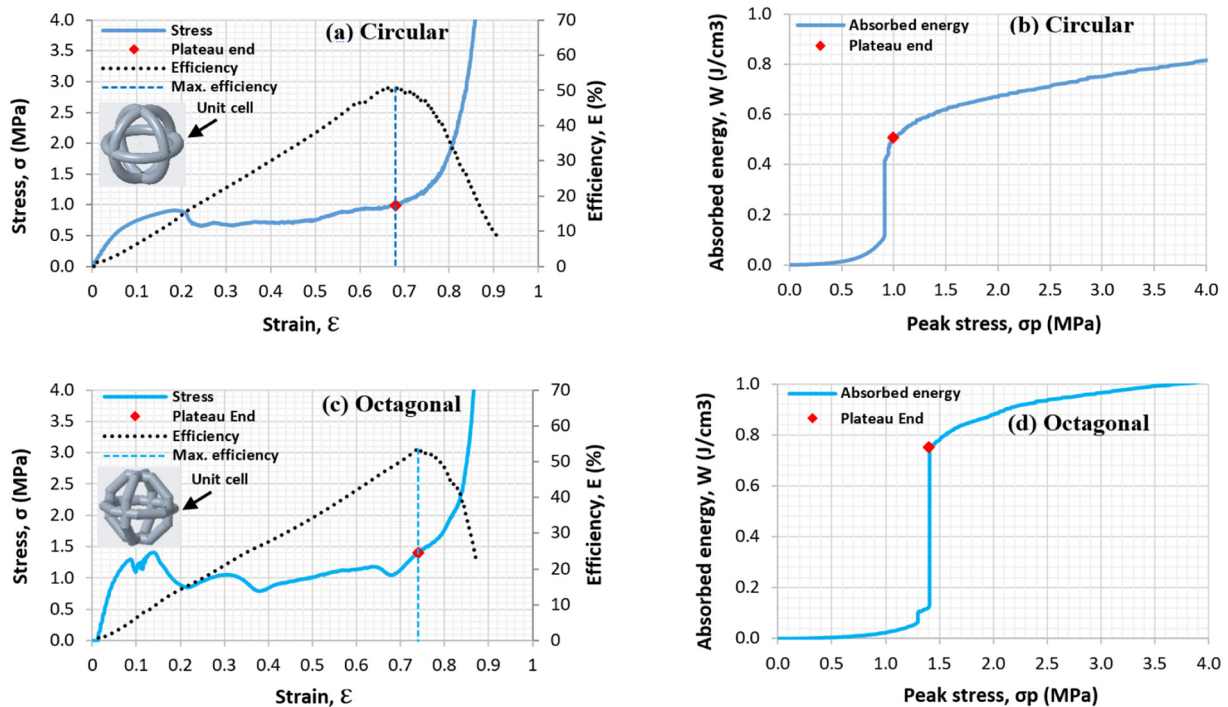 (a) Circular
Stress
Plateau end
Efficiency
Max. efficiency
Unit cell
Stress, σ (MPa)
4.0
3.5
3.0
2.5
2.0
1.5
1.0
0.5
0.0
Efficiency, E (%)
70
60
50
40
30
20
10
0
0 0.1 0.2 0.3 0.4 0.5 0.6 0.7 0.8 0.9 1
Strain, ℇ
(b) Circular
Absorbed energy
Plateau end
Absorbed energy, W (J/cm3)
1.0
0.8
0.6
0.4
0.2
0.0
0.0 0.5 1.0 1.5 2.0 2.5 3.0 3.5 4.0
Peak stress, σp (MPa)
(c) Octagonal
Stress
Plateau End
Efficiency
Max. efficiency
Unit cell
Stress, σ (MPa)
4.0
3.5
3.0
2.5
2.0
1.5
1.0
0.5
0.0
Efficiency, E (%)
70
60
50
40
30
20
10
0
0 0.1 0.2 0.3 0.4 0.5 0.6 0.7 0.8 0.9 1
Strain, ℇ
(d) Octagonal
Absorbed energy
Plateau End
Absorbed energy, W (J/cm3)
1.0
0.8
0.6
0.4
0.2
0.0
0.0 0.5 1.0 1.5 2.0 2.5 3.0 3.5 4.0
Peak stress, σp (MPa)